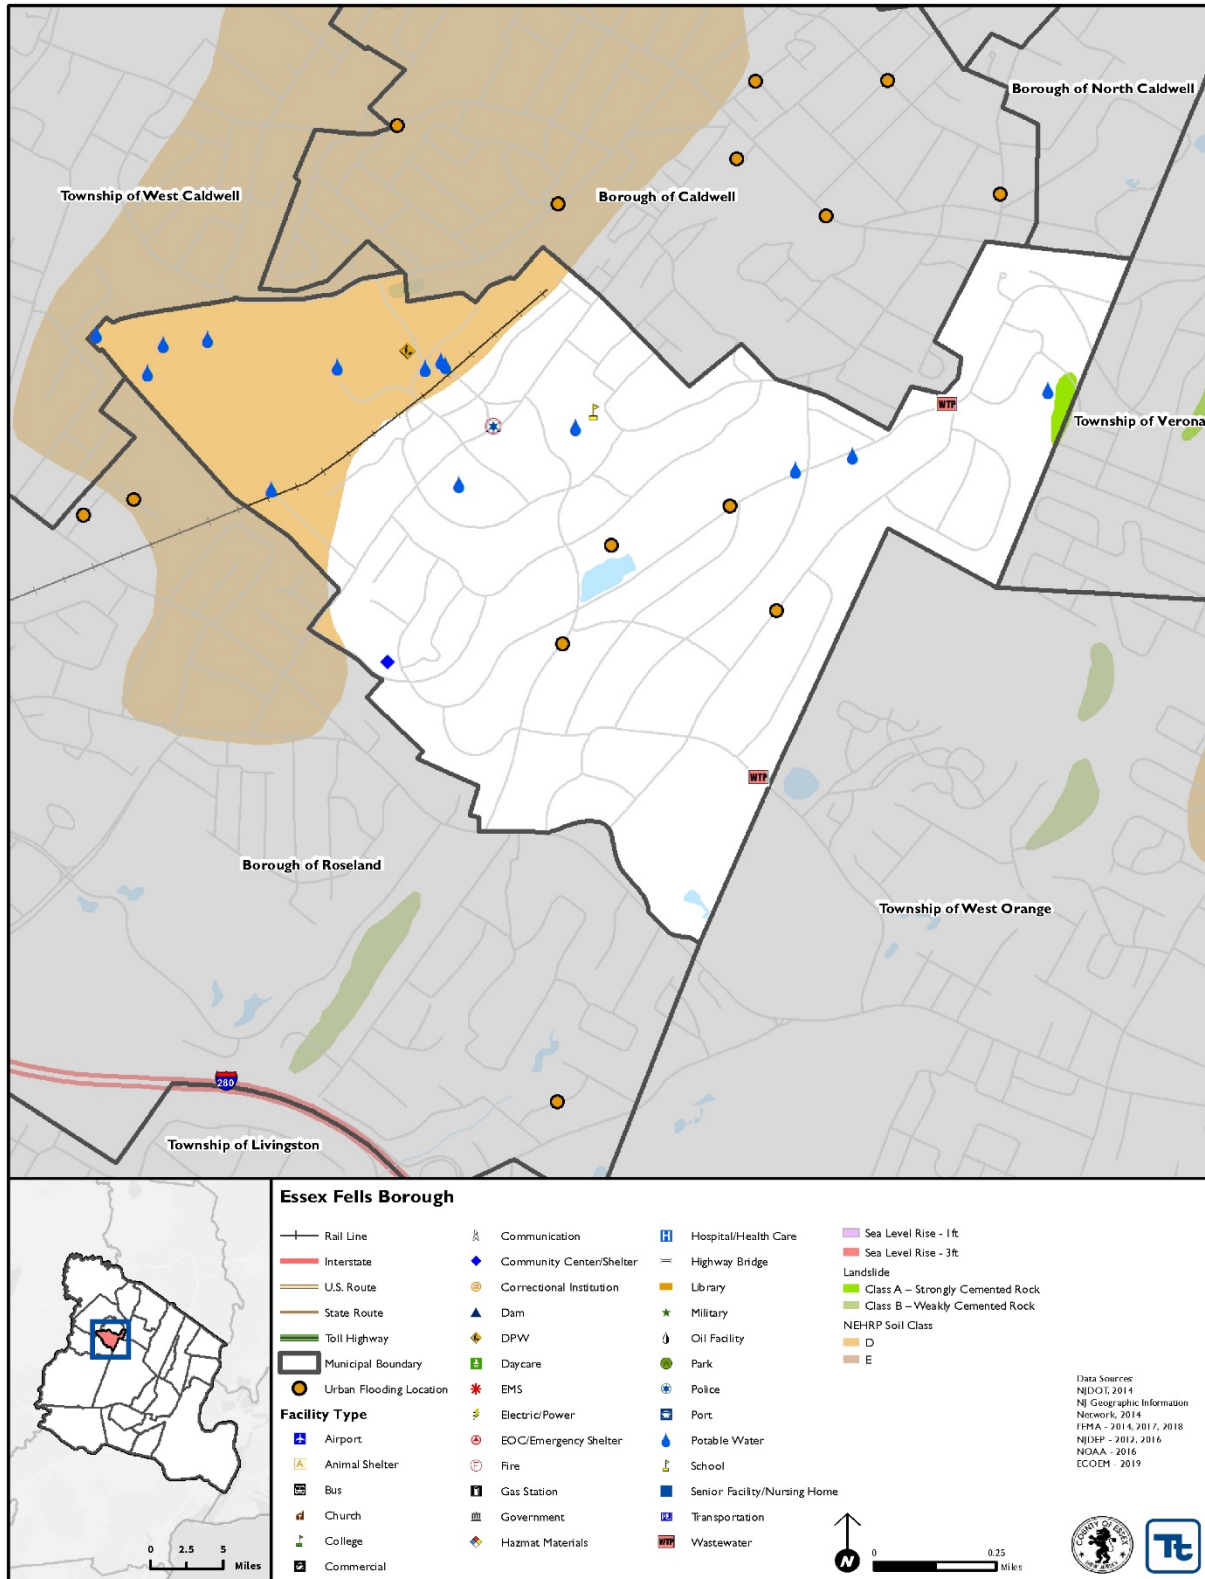 Borough of North Caldwell
Township of West Caldwell
Borough of Caldwell
WTP
Township of Verona
WTP
Borough of Roseland
Township of West Orange
280
Township of Livingston
Essex Fells Borough
Rail Line
Interstate
U.S. Route
State Route
Toll Highway
Municipal Boundary
Urban Flooding Location
Facility Type
Airport
A Animal Shelter
Bus
Church
College
Commercial
Communication
Community Center/Shelter
Correctional Institution
Dam
DPW
Daycare
EMS
Electric/Power
EOC/Emergency Shelter
F Fire
Gas Station
Government
Hazmat Materials
H Hospital/Health Care
Highway Bridge
Library
Military
Oil Facility
Park
Police
Port
Potable Water
School
Senior Facility/Nursing Home
Transportation
WTP Wastewater
Sea Level Rise - 1ft
Sea Level Rise - 3ft
Landslide
Class A – Strongly Cemented Rock
Class B – Weakly Cemented Rock
NEHRP Soil Class
D
E
Data Sources:
NJDOT, 2014
NJ Geographic Information
Network, 2014
FEMA - 2014, 2017, 2018
NJDEP - 2012, 2016
NOAA - 2016
ECOEM - 2019
0 2.5 5
Miles
N
0 0.25
Miles
COUNTY OF ESSEX
NEW JERSEY
Tt